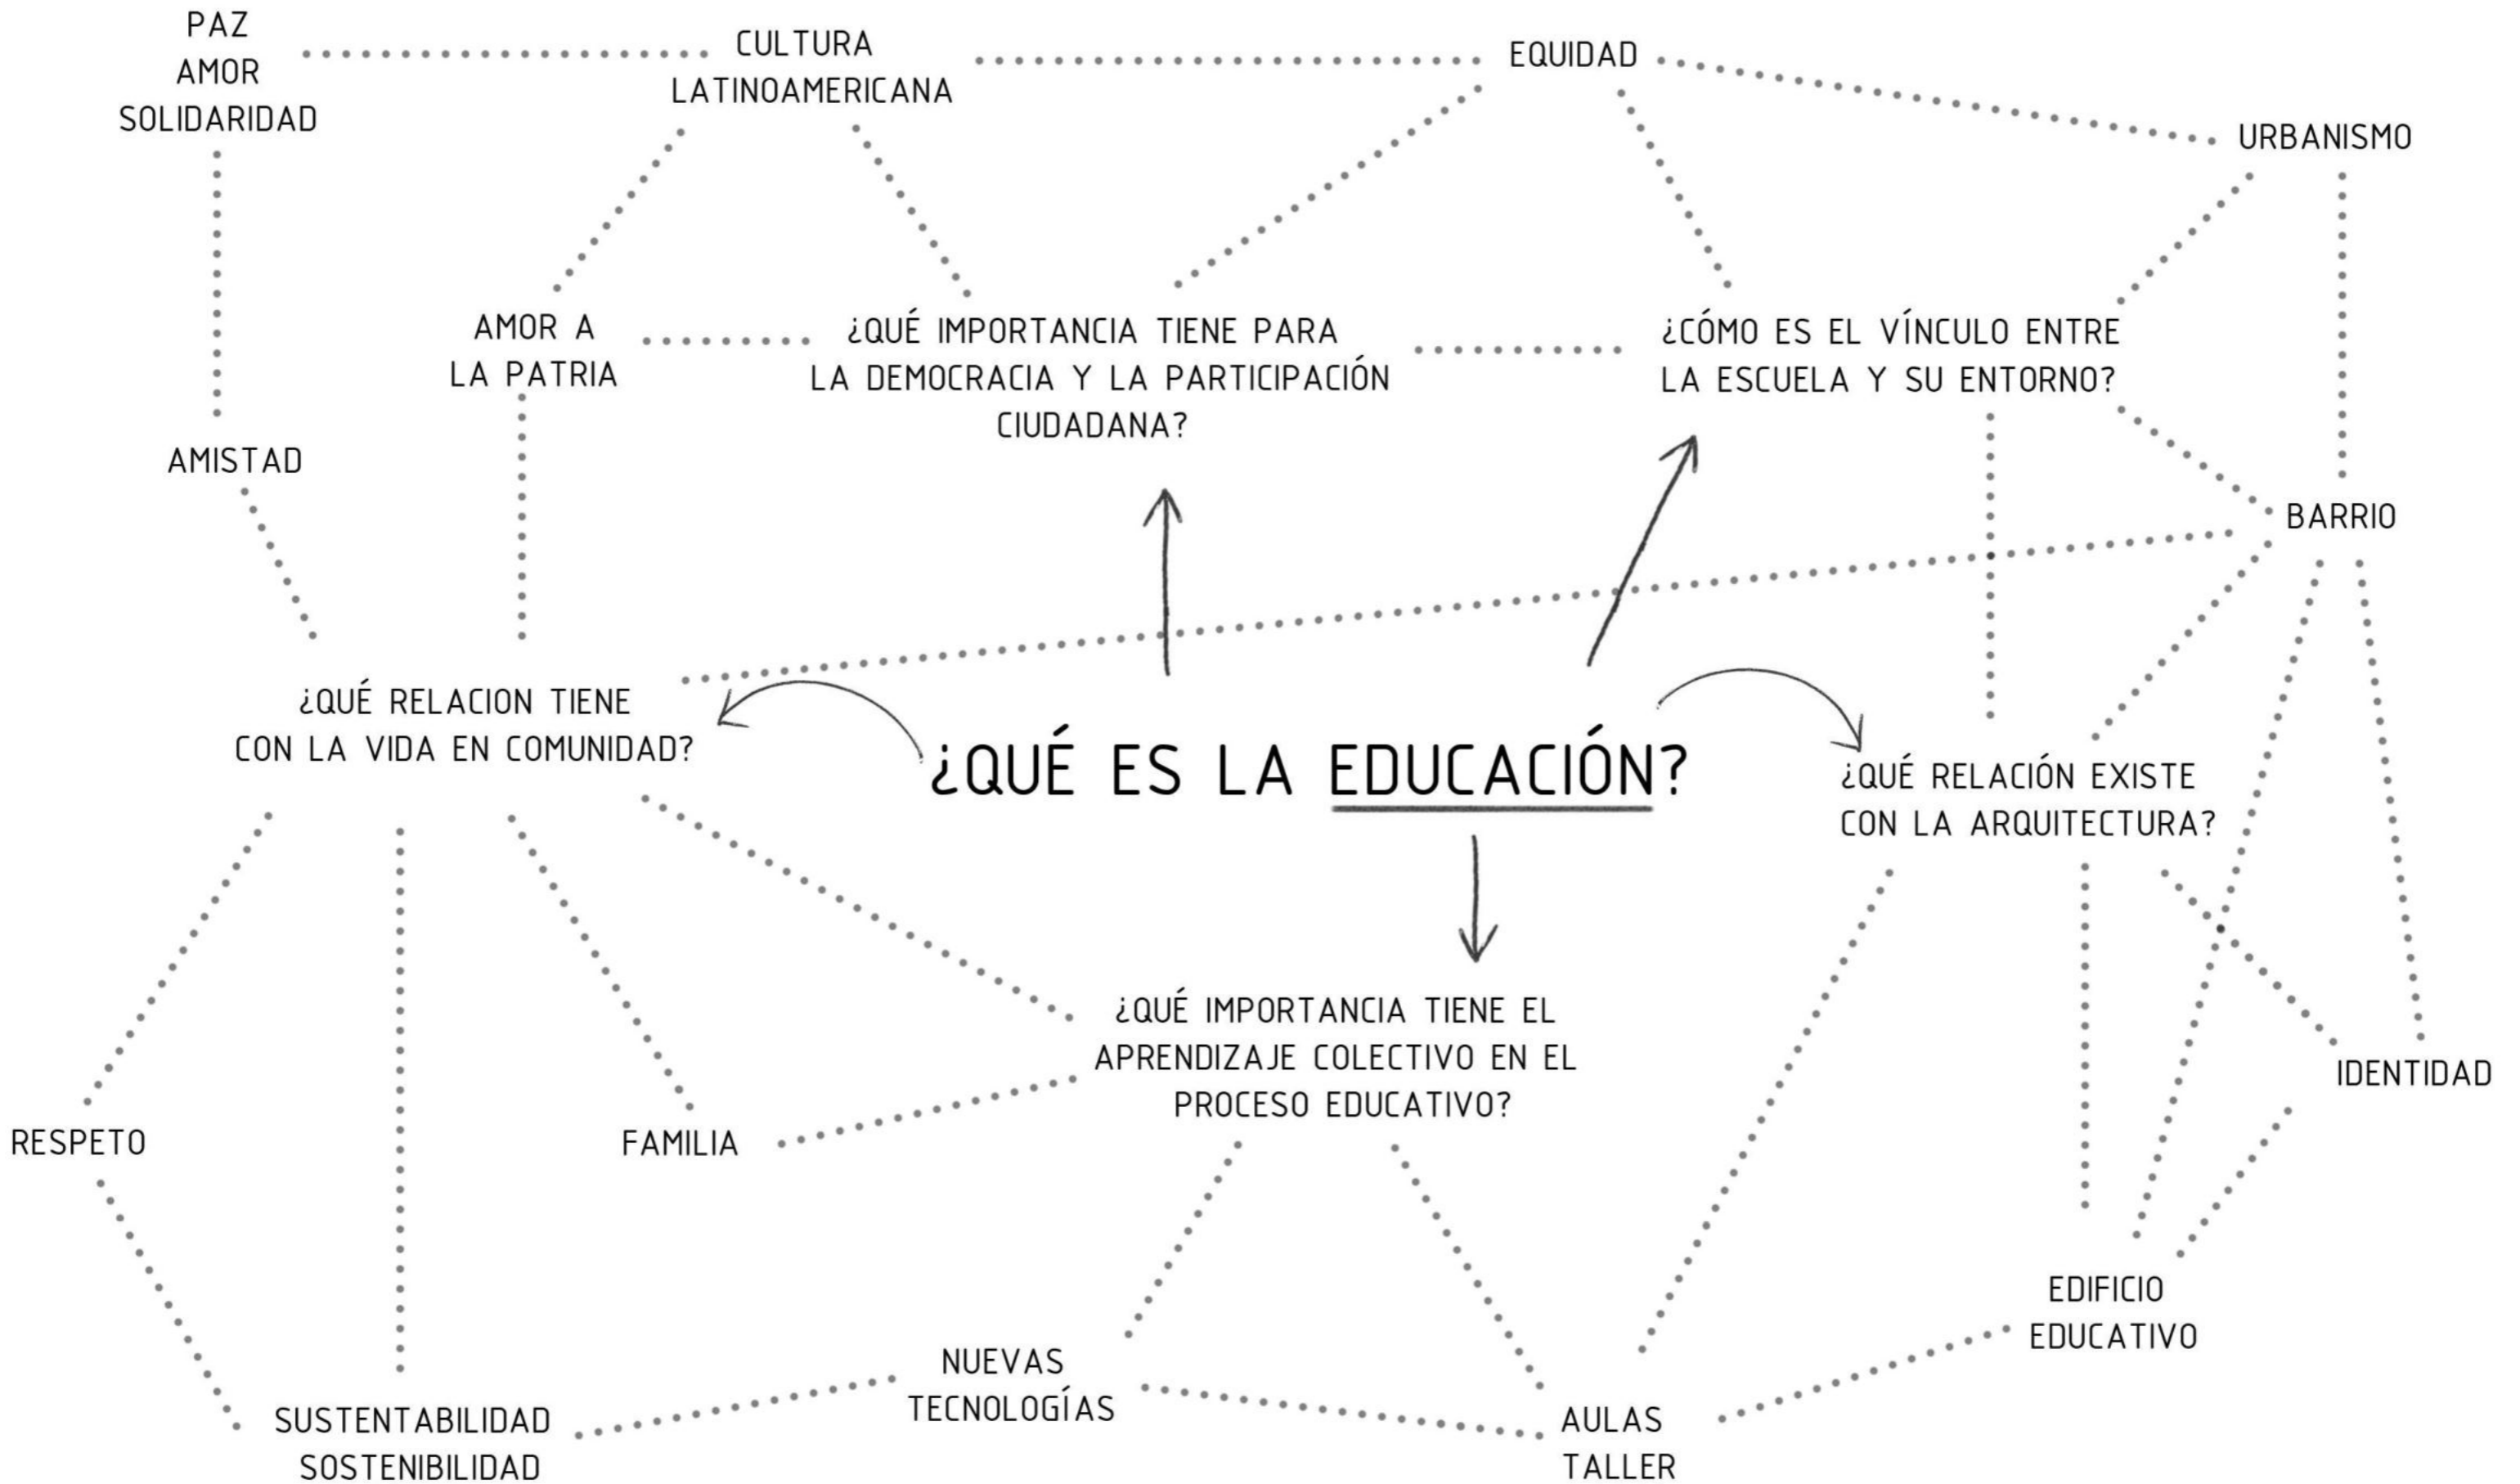 PAZ
AMOR
SOLIDARIDAD
CULTURA
LATINOAMERICANA
EQUIDAD
URBANISMO
AMOR A
LA PATRIA
¿QUÉ IMPORTANCIA TIENE PARA
LA DEMOCRACIA Y LA PARTICIPACIÓN
CIUDADANA?
¿CÓMO ES EL VÍNCULO ENTRE
LA ESCUELA Y SU ENTORNO?
AMISTAD
BARRIO
¿QUÉ RELACION TIENE
CON LA VIDA EN COMUNIDAD?
¿QUÉ ES LA EDUCACIÓN?
¿QUÉ RELACIÓN EXISTE
CON LA ARQUITECTURA?
¿QUÉ IMPORTANCIA TIENE EL
APRENDIZAJE COLECTIVO EN EL
PROCESO EDUCATIVO?
IDENTIDAD
RESPETO
FAMILIA
EDIFICIO
EDUCATIVO
NUEVAS
TECNOLOGÍAS
SUSTENTABILIDAD
SOSTENIBILIDAD
AULAS
TALLER